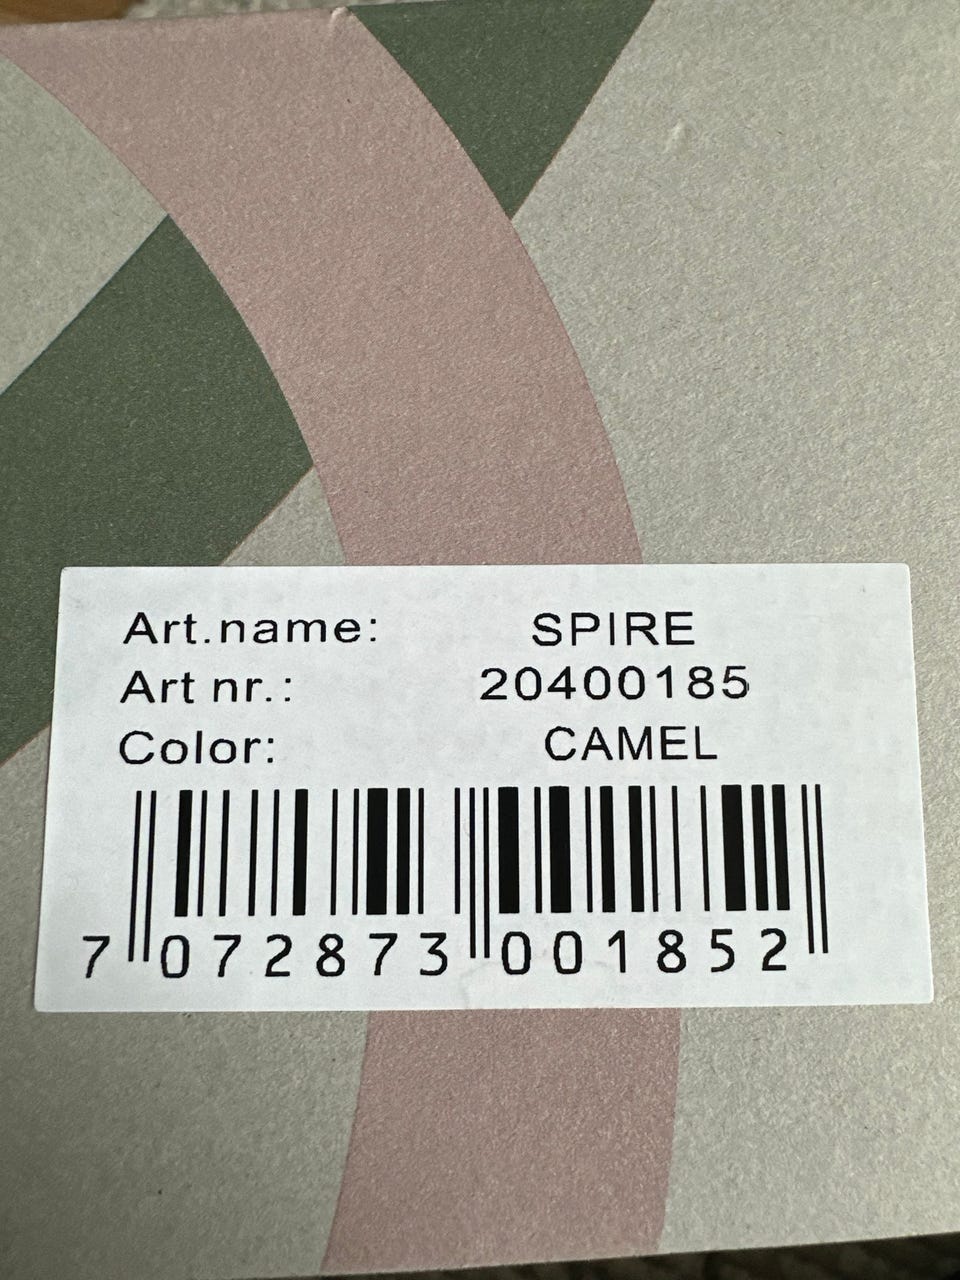 Art.name: SPIRE
Art nr.: 20400185
Color: CAMEL
7 072873 001852